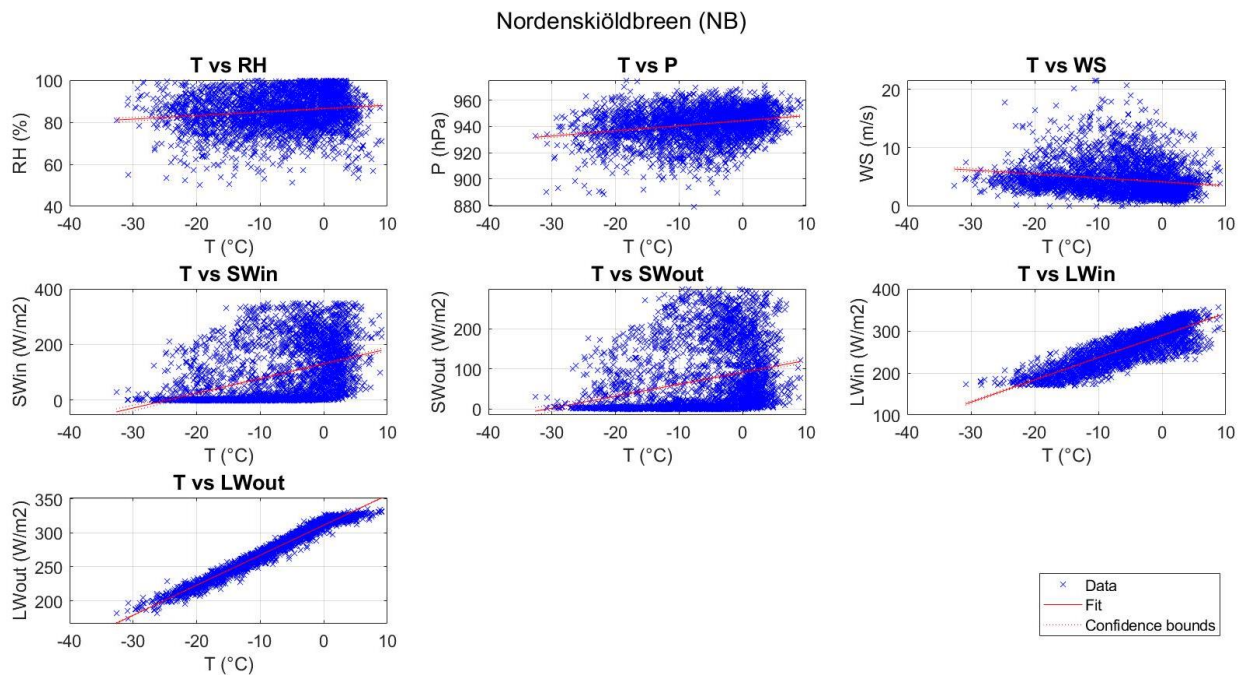 Nordenskiöldbreen (NB)
T vs RH
T vs P
T vs WS
RH (%)
100
80
60
40
-40 -30 -20 -10 0 10
T (°C)
P (hPa)
960
940
920
900
880
-40 -30 -20 -10 0 10
T (°C)
WS (m/s)
20
10
0
-40 -30 -20 -10 0 10
T (°C)
T vs SWin
T vs SWout
T vs LWin
SWin (W/m2)
400
200
0
-40 -30 -20 -10 0 10
T (°C)
SWout (W/m2)
200
100
0
-40 -30 -20 -10 0 10
T (°C)
LWin (W/m2)
400
300
200
100
-40 -30 -20 -10 0 10
T (°C)
T vs LWout
LWout (W/m2)
350
300
250
200
-40 -30 -20 -10 0 10
T (°C)
Data
Fit
Confidence bounds